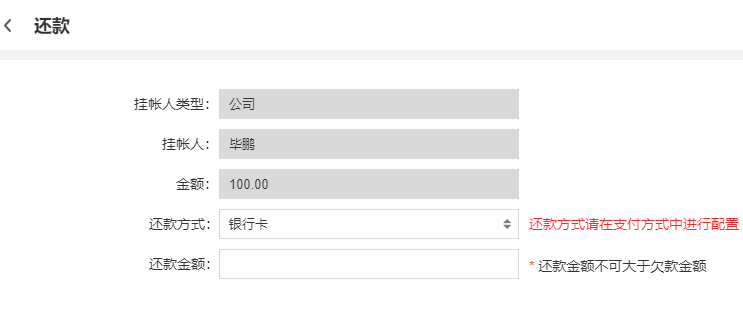 还款
挂帐人类型: 公司
挂帐人: 毕鹏
金额: 100.00
还款方式: 银行卡 还款方式请在支付方式中进行配置
还款金额: * 还款金额不可大于欠款金额